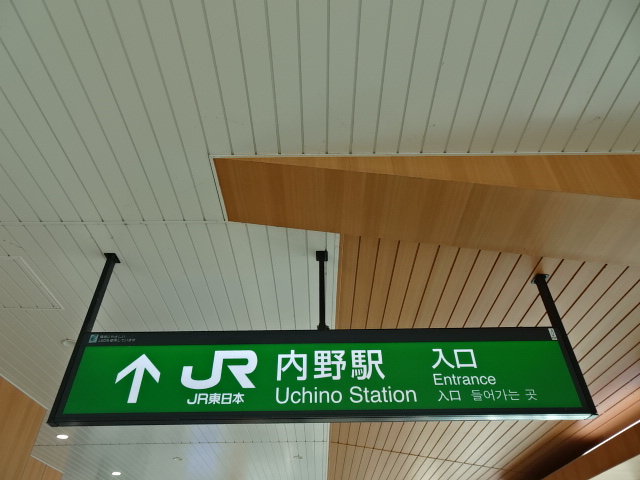 JR
JR東日本
内野駅
Uchino Station
入口
Entrance
入口 들어가는 곳